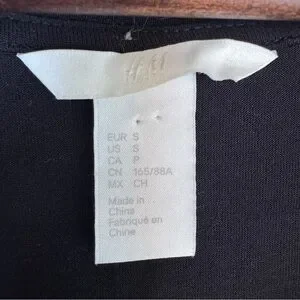 H&M
EUR S
US S
CA P
CN 165/88A
MX CH
Made in
China
Fabriqué en
Chine